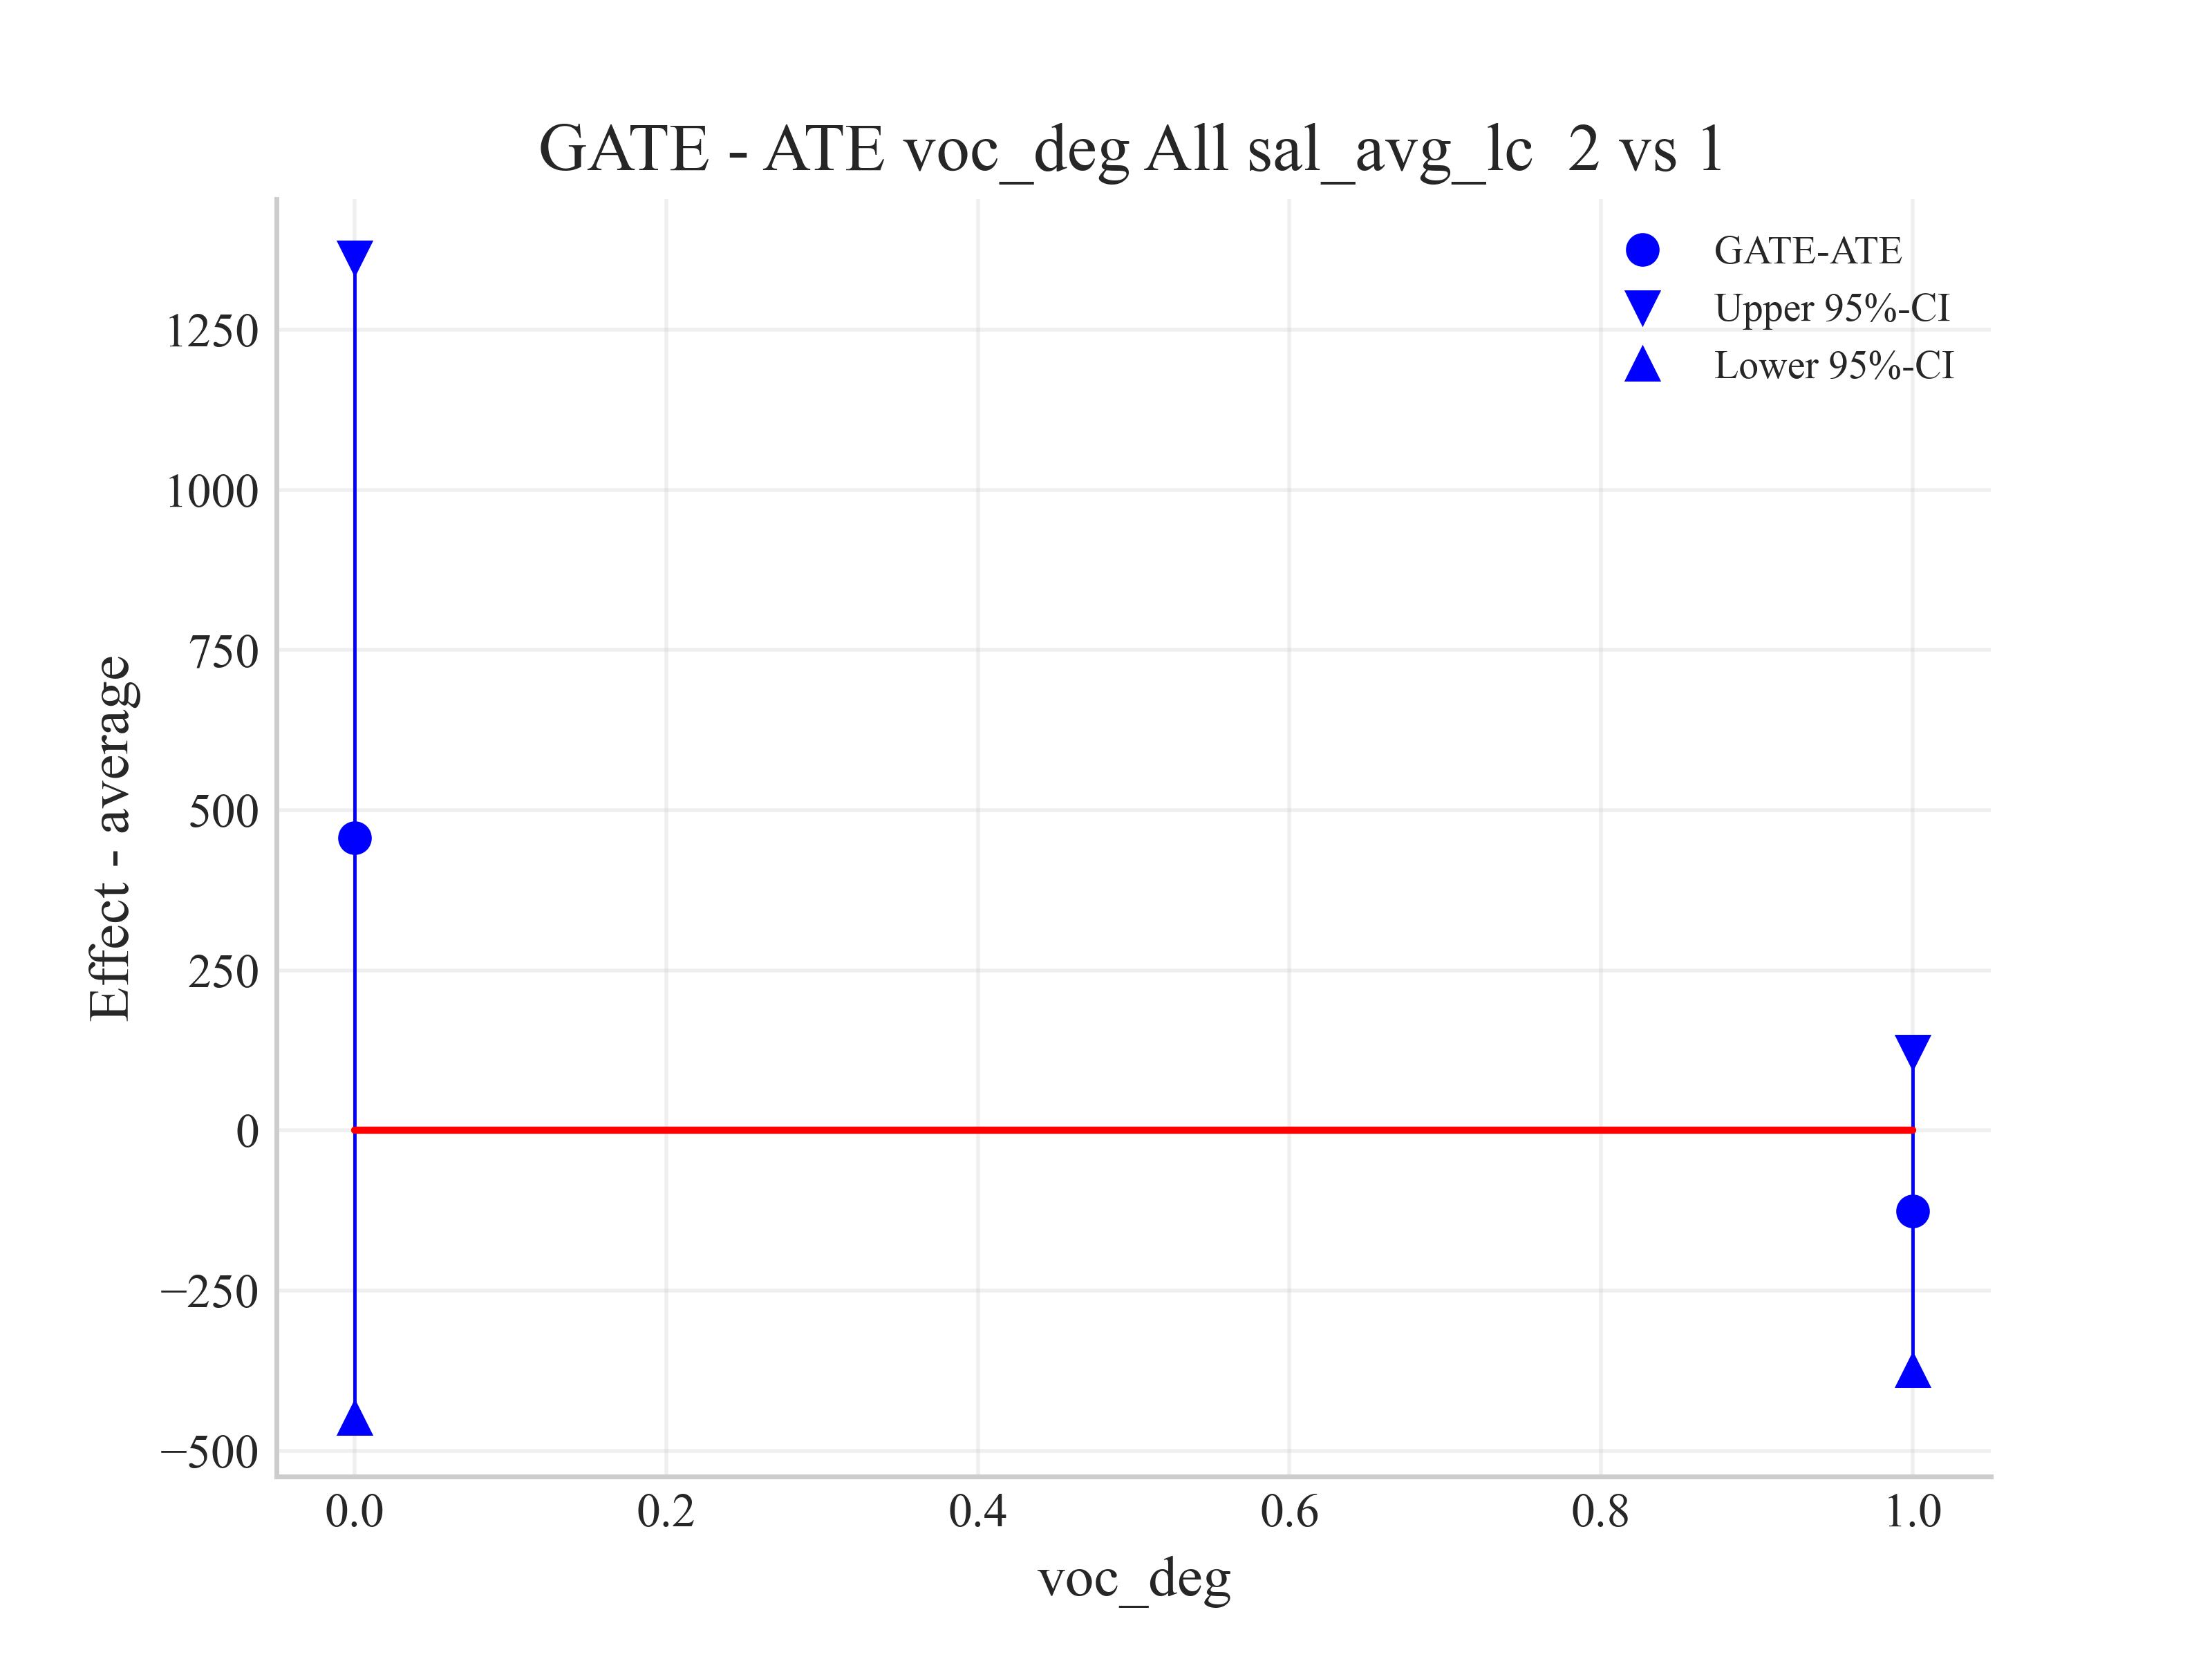 GATE - ATE voc_deg All sal_avg_lc 2 vs 1
GATE-ATE
Upper 95%-CI
Lower 95%-CI
Effect - average
1250
1000
750
500
250
0
−250
−500
0.0 0.2 0.4 0.6 0.8 1.0
voc_deg